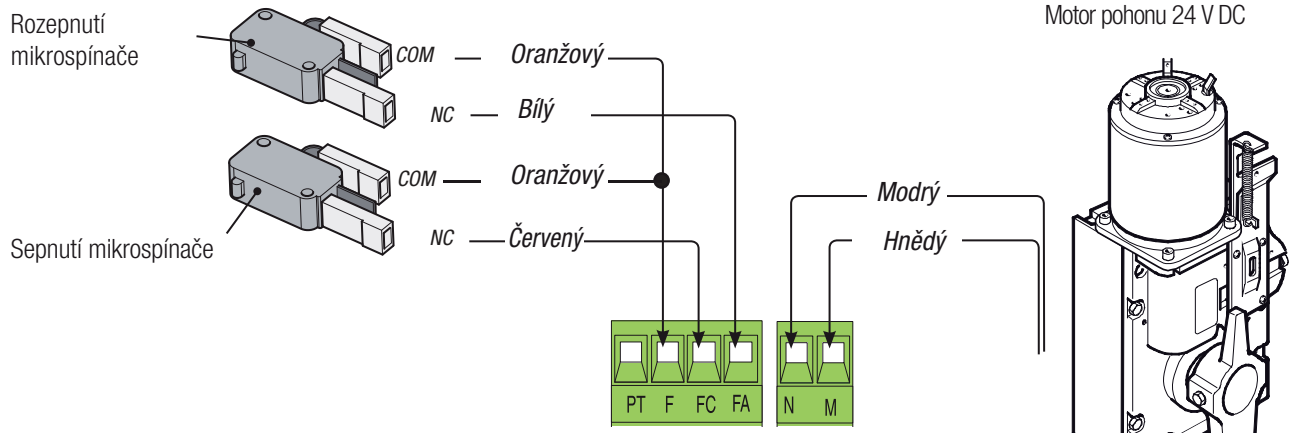 Rozepnutí
mikrospínače
COM — Oranžový
NC — Bílý
COM — Oranžový
NC — Červený
Sepnutí mikrospínače
Motor pohonu 24 V DC
Modrý
Hnědý
PT F FC FA N M